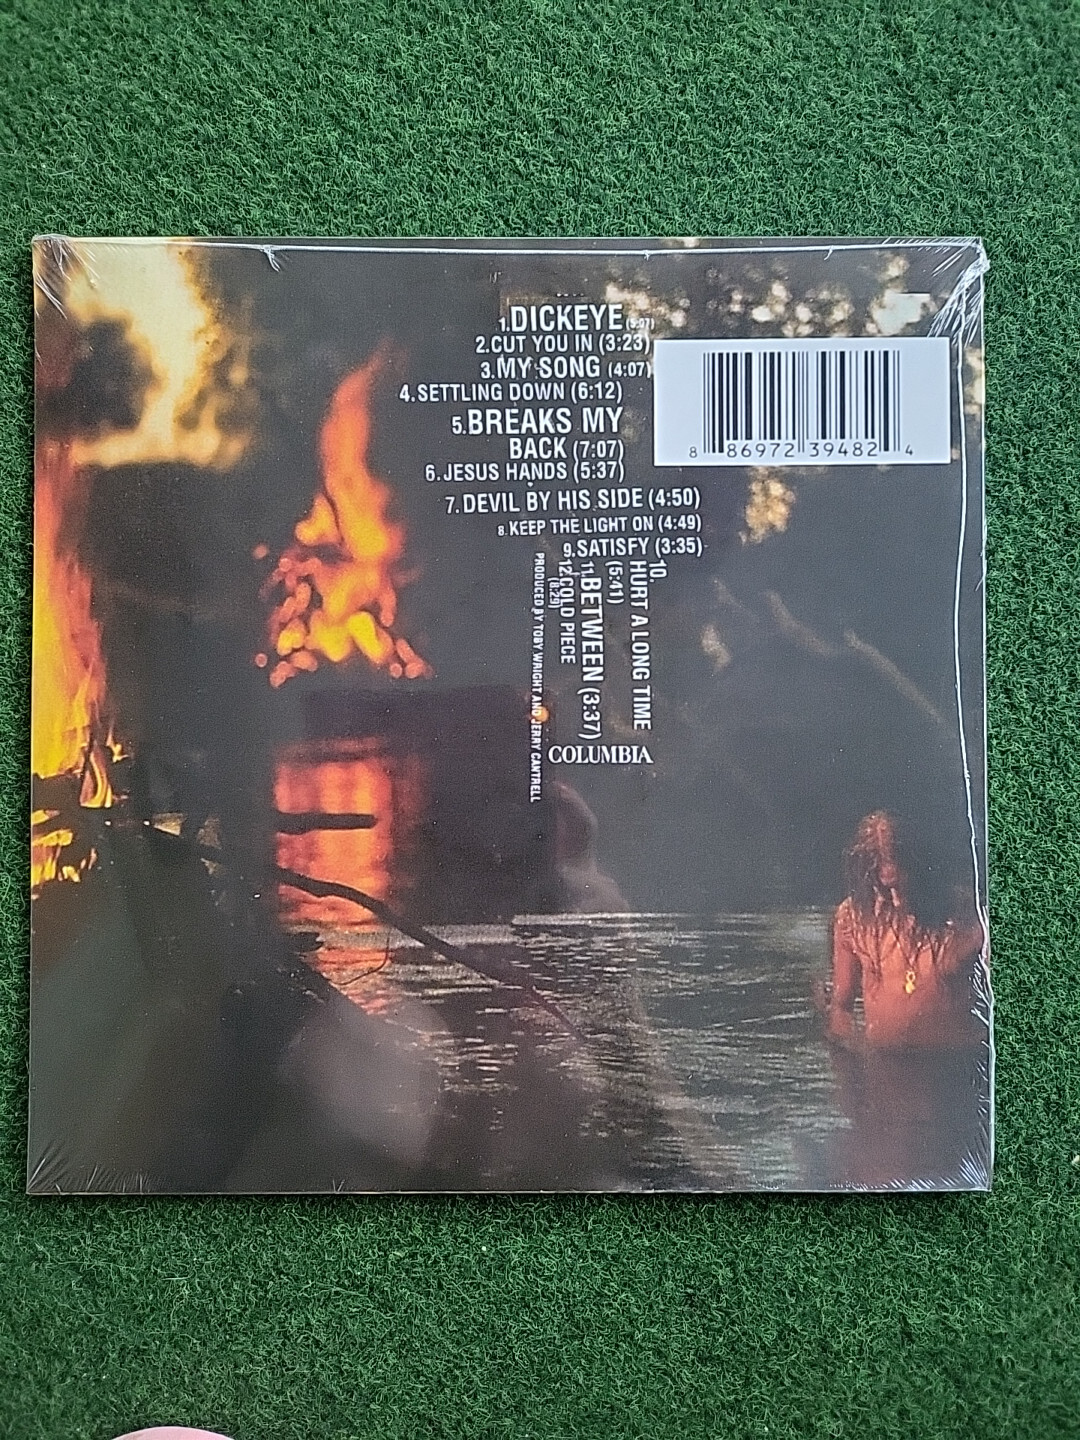 1. DICKEYE (5:07)
2. CUT YOU IN (3:23)
3. MY SONG (4:07)
4. SETTLING DOWN (6:12)
5. BREAKS MY
BACK (7:07)
6. JESUS HANDS (5:37)
7. DEVIL BY HIS SIDE (4:50)
8. KEEP THE LIGHT ON (4:49)
9. SATISFY (3:35)
10.
HURT A LONG TIME
(5:41)
11. BETWEEN (3:37)
12. COLD PIECE
(8:29)
PRODUCED BY TOBY WRIGHT AND JERRY CANTRELL
COLUMBIA
8 86972 39482 4